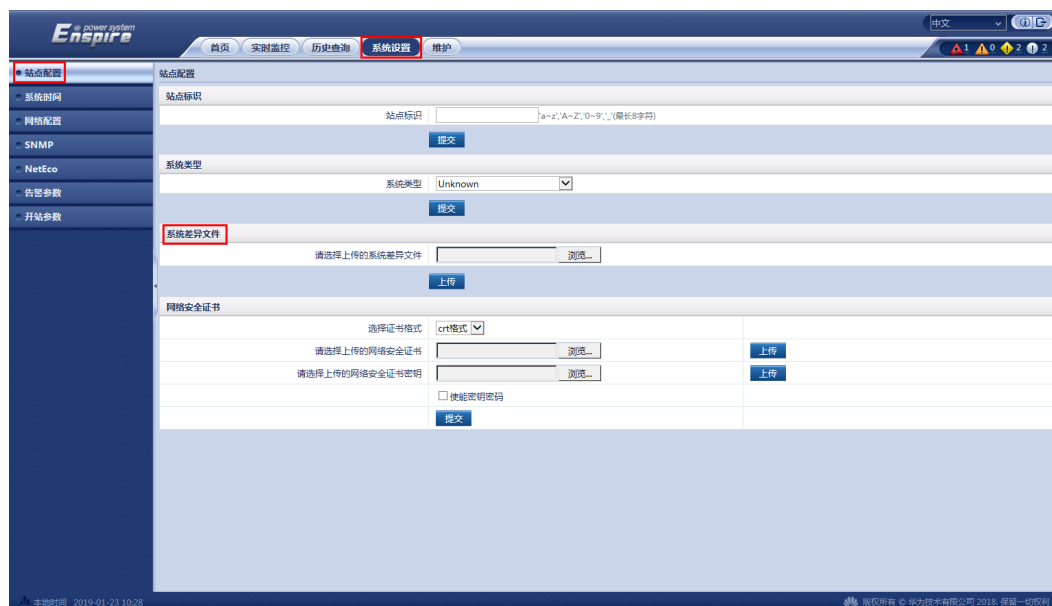 Enspire e power system
中文
首页 实时监控 历史查询 系统设置 维护
1 0 2 2
站点配置
系统时间
网络配置
SNMP
NetEco
告警参数
开站参数
站点配置
站点标识
站点标识 'a~z','A~Z','0~9','_'(最长8字符)
提交
系统类型
系统类型 Unknown
提交
系统差异文件
请选择上传的系统差异文件 浏览...
上传
网络安全证书
选择证书格式 crt格式
请选择上传的网络安全证书 浏览... 上传
请选择上传的网络安全证书密钥 浏览... 上传
使能密钥密码
提交
本地时间 2019-01-23 10:28
版权所有 © 华为技术有限公司 2018. 保留一切权利